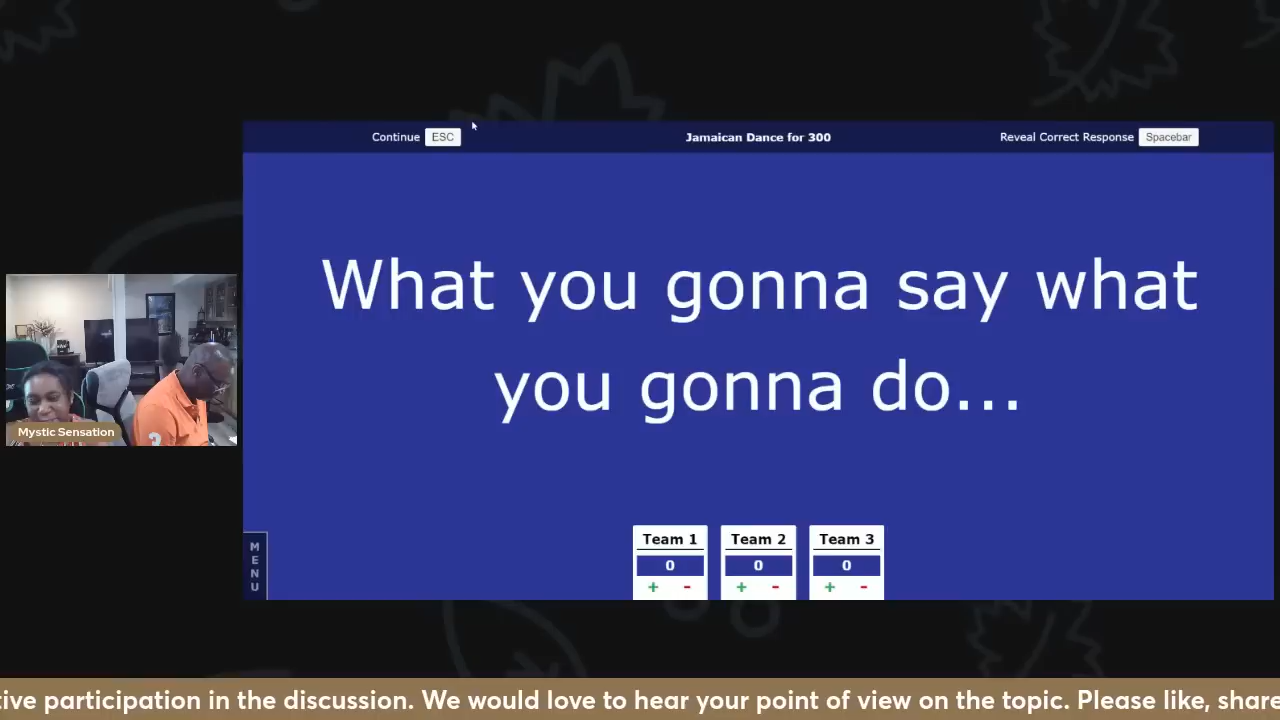 Continue ESC
Jamaican Dance for 300
Reveal Correct Response Spacebar
What you gonna say what
you gonna do...
Mystic Sensation
MENU
Team 1 Team 2 Team 3
0 0 0
+ - + - + -
tive participation in the discussion. We would love to hear your point of view on the topic. Please like, share